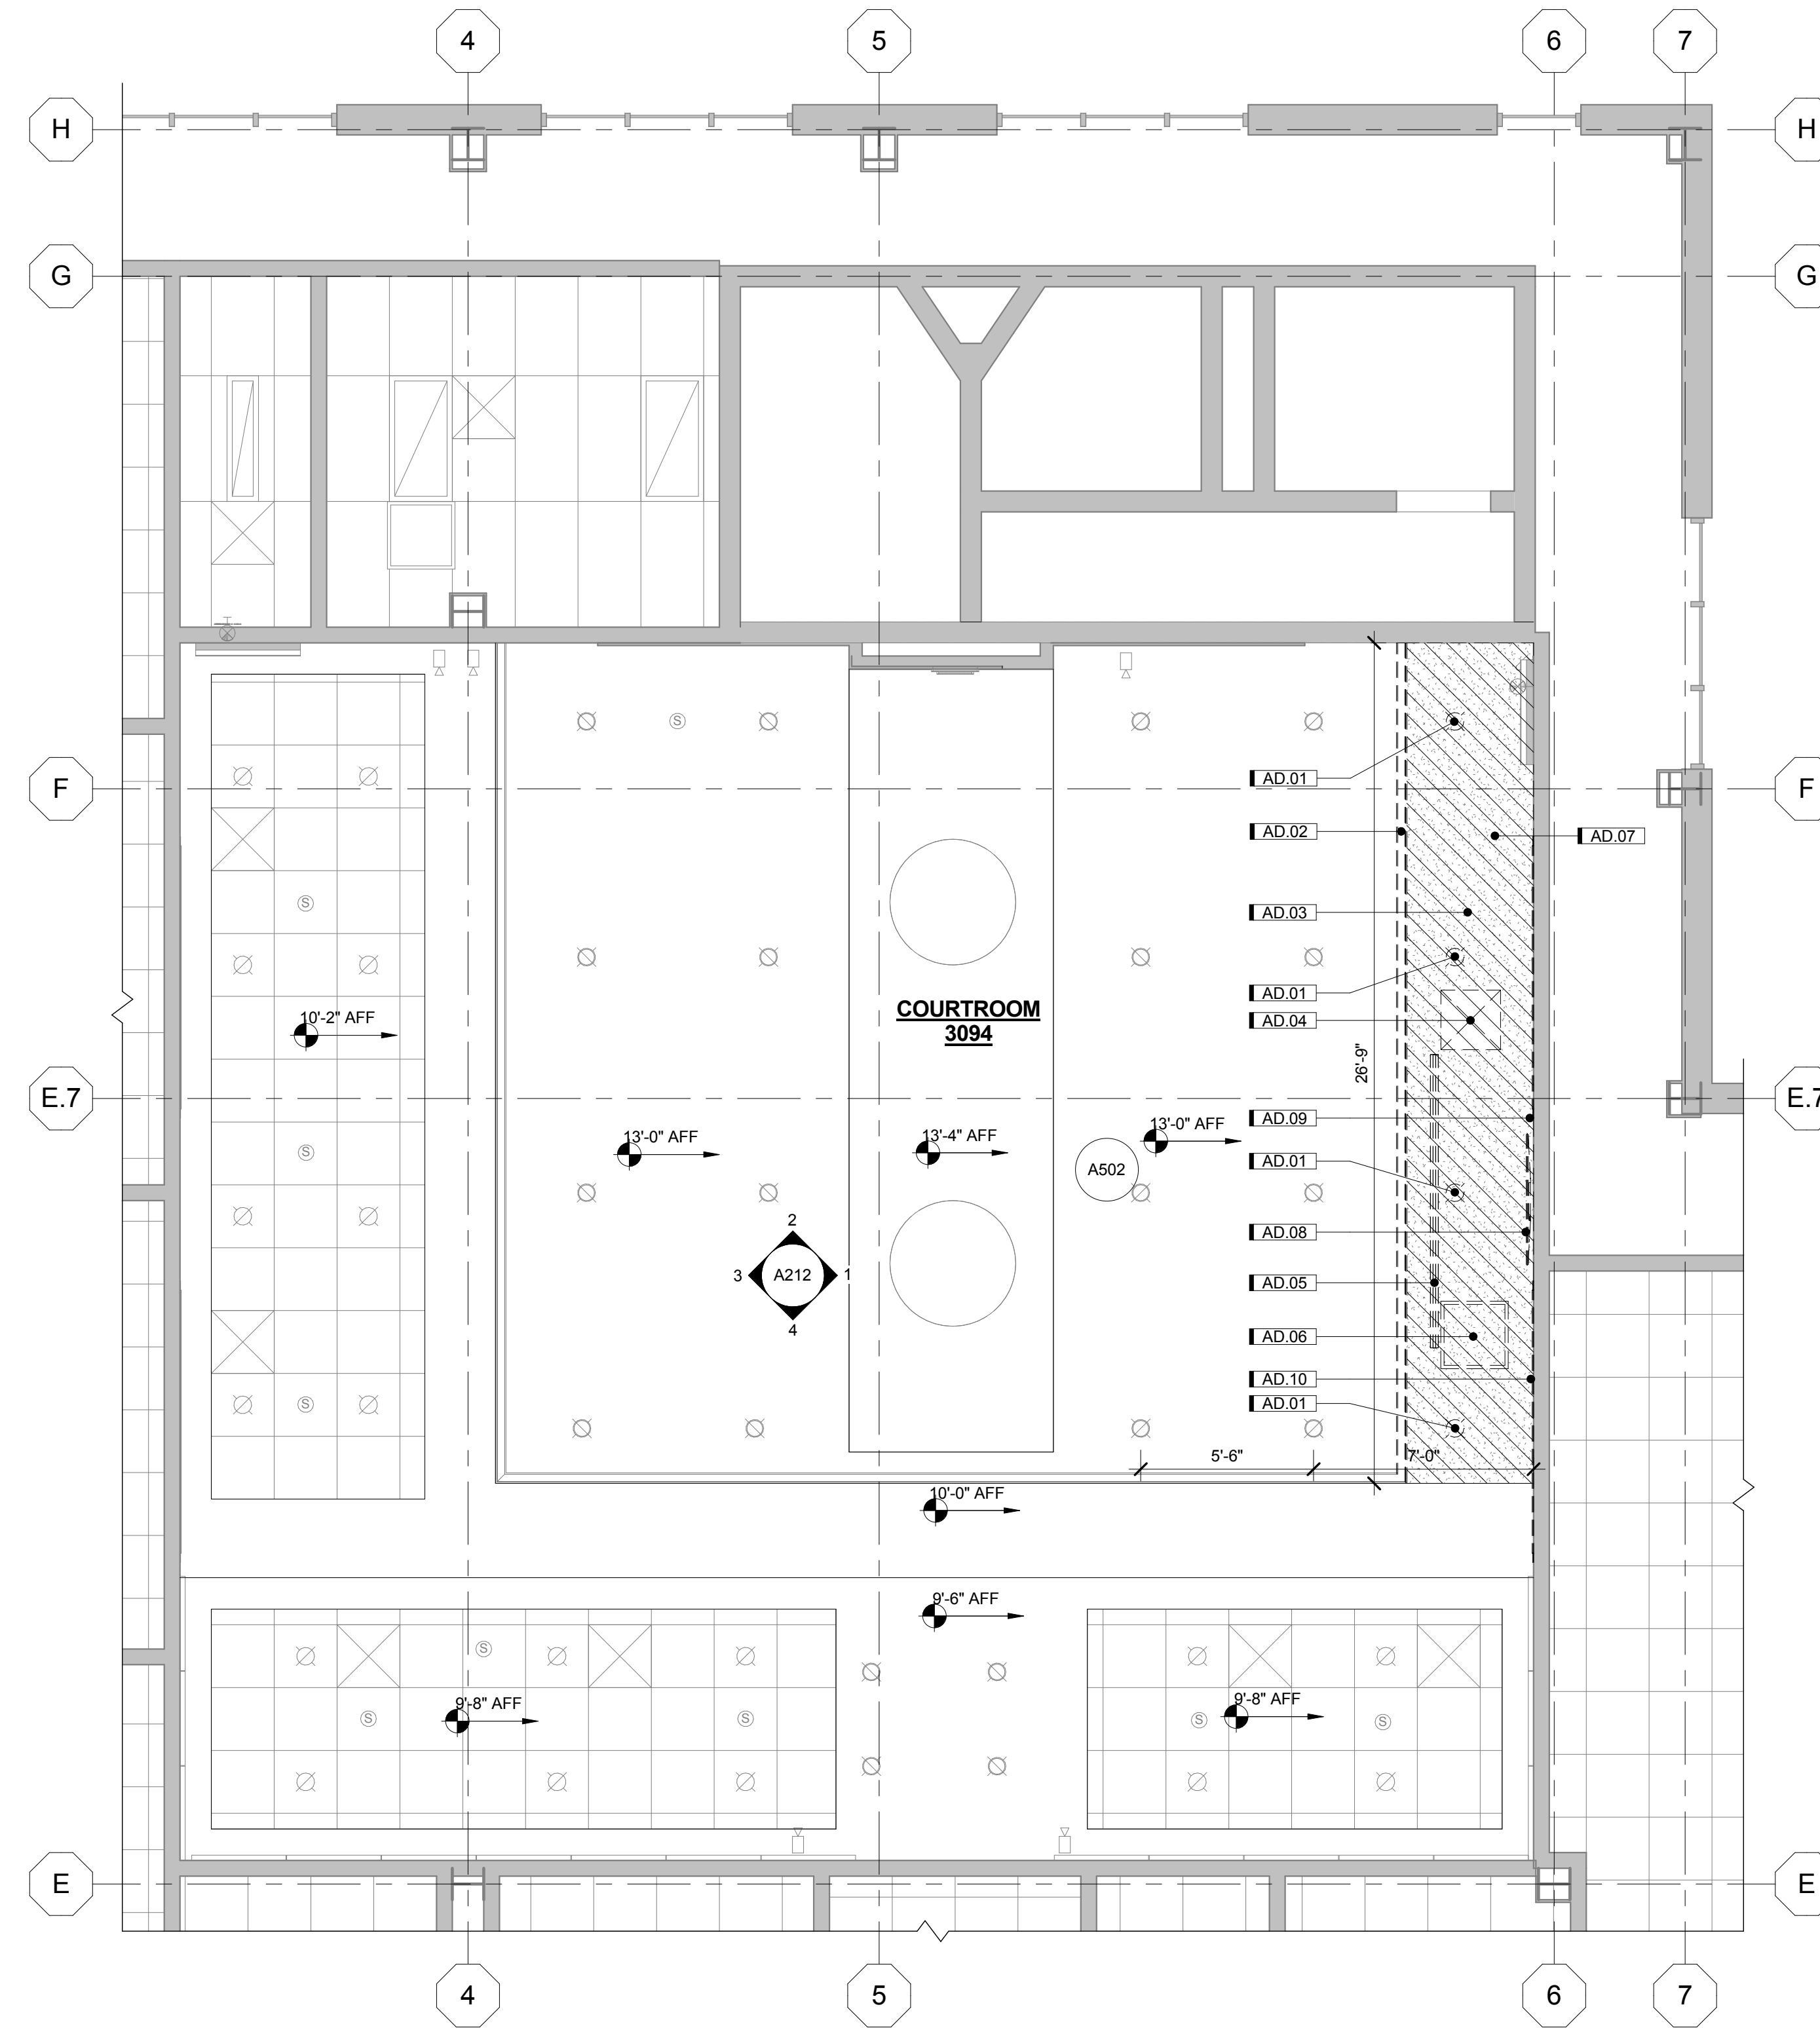 4 5 6 7
H H
G G
S
AD.01
F F
AD.02
AD.07
S
AD.03
AD.01
COURTROOM
3094
10'-2" AFF
AD.04
26'-9"
E.7 E.7
AD.09
13'-0" AFF
13'-4" AFF
13'-0" AFF
S
AD.01
A502
2
AD.08
3 A212 1
AD.05
4
AD.06
AD.10
S
AD.01
5'-6"
7'-0"
10'-0" AFF
9'-6" AFF
S
9'-8" AFF
9'-8" AFF
S S S S
E E
4 5 6 7